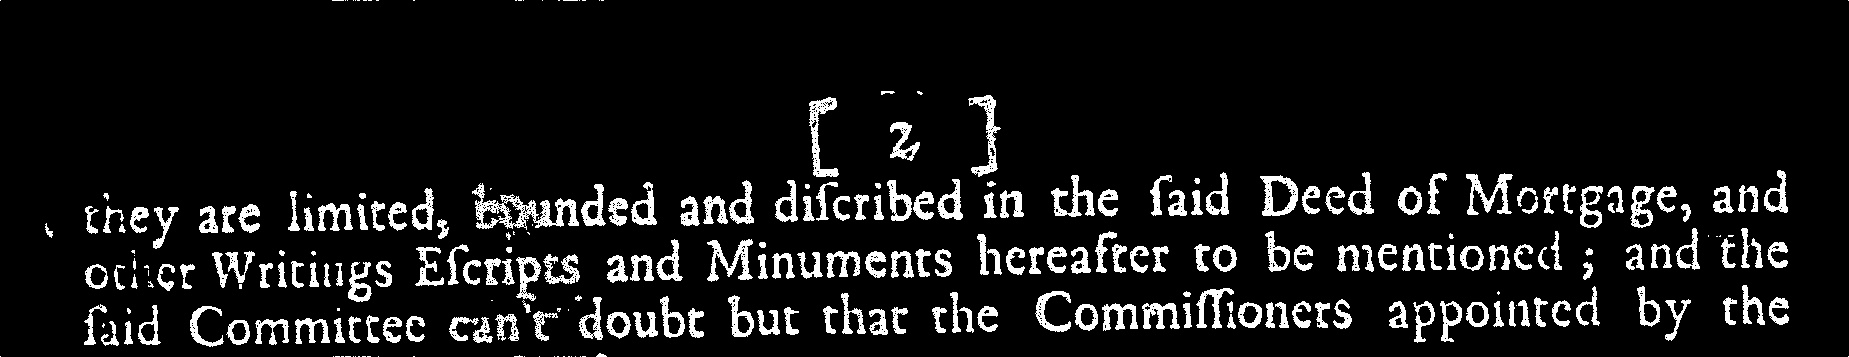 [ 2 ]
they are limited, bounded and diſcribed in the ſaid Deed of Mortgage, and
other Writings Eſcripts and Minuments hereafter to be mentioned ; and the
ſaid Committee can't doubt but that the Commiſſioners appointed by the